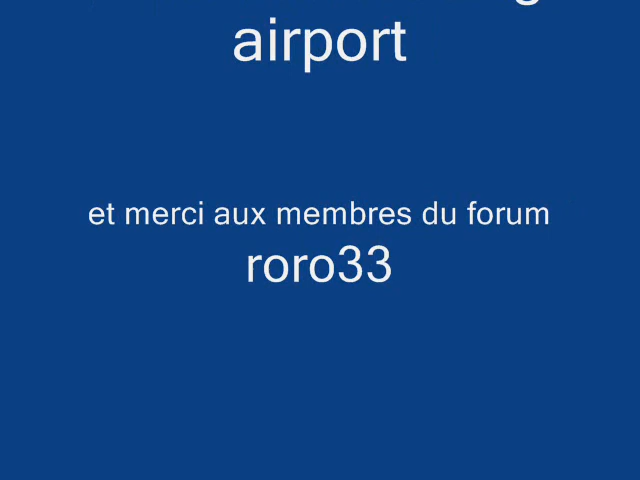 airport
et merci aux membres du forum
roro33